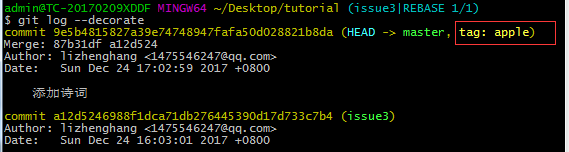 admin@TC-20170209XDDF MINGW64 ~/Desktop/tutorial (issue3|REBASE 1/1)
$ git log --decorate
commit 9e5b4815827a39e74748947fafa50d028821b8da (HEAD -> master, tag: apple)
Merge: 87b31df a12d524
Author: lizhenghang <1475546247@qq.com>
Date:   Sun Dec 24 17:02:59 2017 +0800
添加诗词
commit a12d5246988f1dca71db276445390d17d733c7b4 (issue3)
Author: lizhenghang <1475546247@qq.com>
Date:   Sun Dec 24 16:03:01 2017 +0800